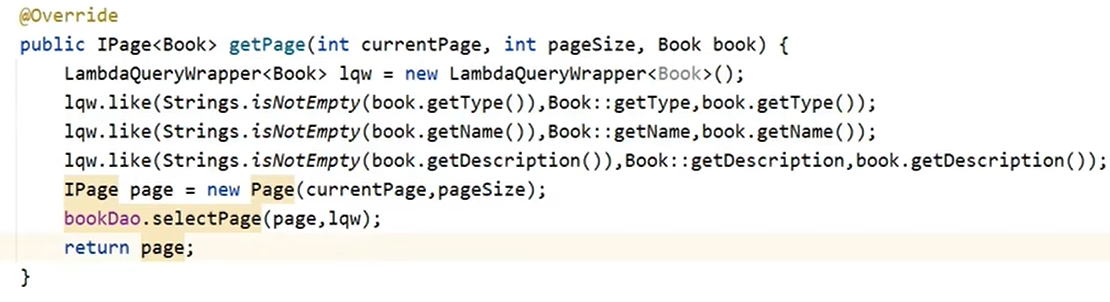 @Override
public IPage<Book> getPage(int currentPage, int pageSize, Book book) {
    LambdaQueryWrapper<Book> lqw = new LambdaQueryWrapper<Book>();
    lqw.like(Strings.isNotEmpty(book.getType()),Book::getType,book.getType());
    lqw.like(Strings.isNotEmpty(book.getName()),Book::getName,book.getName());
    lqw.like(Strings.isNotEmpty(book.getDescription()),Book::getDescription,book.getDescription());
    IPage page = new Page(currentPage,pageSize);
    bookDao.selectPage(page,lqw);
    return page;
}